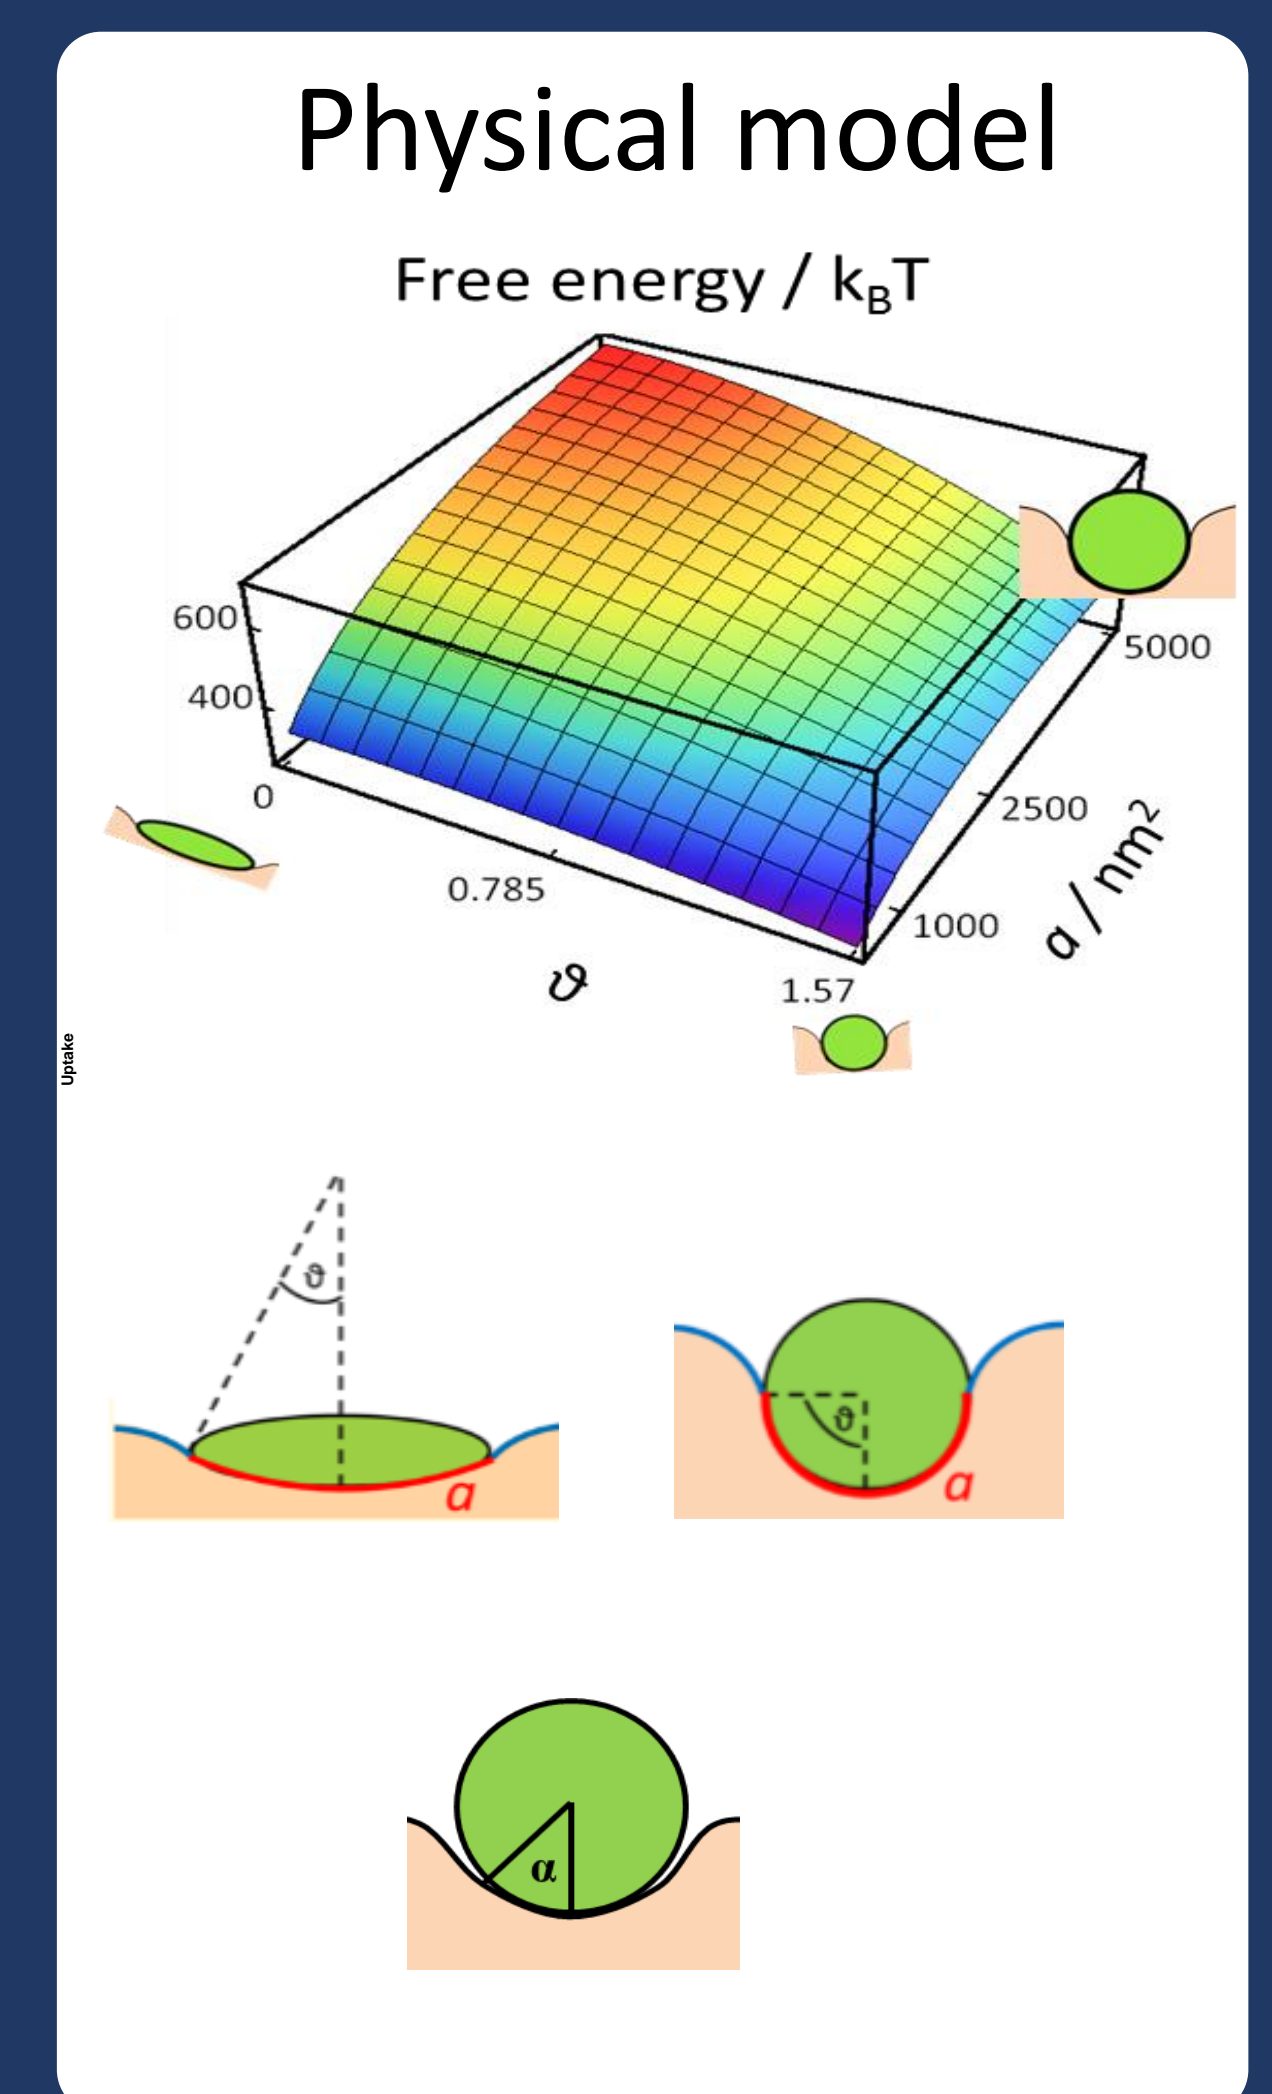 Physical model
Free energy / kBT
600
400
0
0.785
1.57
ϑ
5000
2500
1000
a / nm²
Uptake
ϑ
a
ϑ
a
α